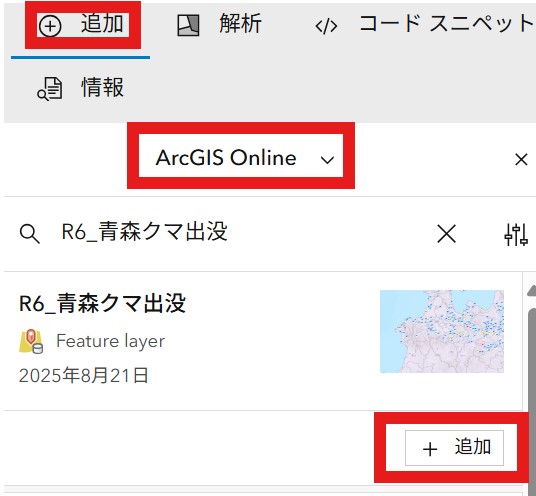 追加 解析 コード スニペット
情報
ArcGIS Online
R6_青森クマ出没
R6_青森クマ出没
Feature layer
2025年8月21日
追加